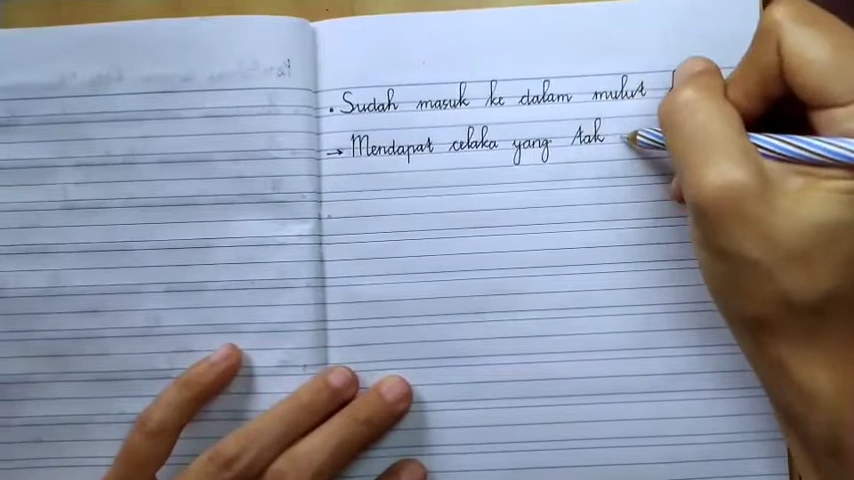 • Sudah masuk ke dalam mulut
→ Mendapat celaka yang tak